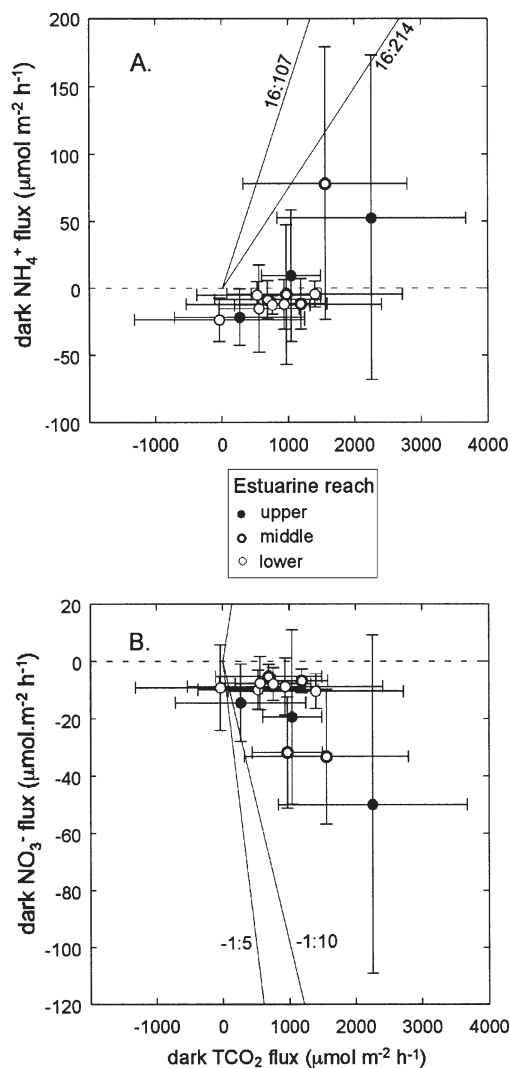 A.
16:107
16:214
dark NH₄⁺ flux (μmol m⁻² h⁻¹)
200
150
100
50
0
-50
-100
-1000 0 1000 2000 3000 4000
Estuarine reach
upper
middle
lower
B.
dark NO₃⁻ flux (μmol.m⁻² h⁻¹)
20
0
-20
-40
-60
-80
-100
-120
-1:5
-1:10
-1000 0 1000 2000 3000 4000
dark TCO₂ flux (μmol m⁻² h⁻¹)